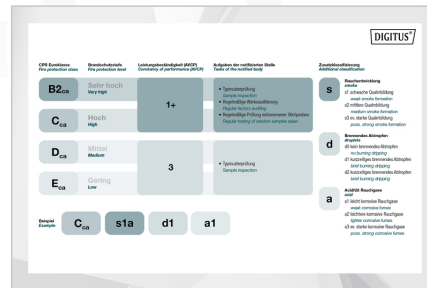 DIGITUS®
CPR Euroklasse
Fire protection class
Brandschutzstufe
Fire protection level
Leistungsbeständigkeit (AVCP)
Constancy of performance (AVCP)
Aufgaben der notifizierten Stelle
Tasks of the notified body
Zusatzklassifizierung
Additional classification
B2ca
Sehr hoch
Very high
Cca
Hoch
High
1+
• Typmusterprüfung
Sample inspection
• Regelmäßige Werksauditierung
Regular factory auditing
• Regelmäßige Prüfung entnommener Stichproben
Regular testing of random samples taken
Dca
Mittel
Medium
Eca
Gering
Low
3
• Typmusterprüfung
Sample inspection
s
Rauchentwicklung
smoke
s1 schwache Qualmbildung
weak smoke formation
s2 mittlere Qualmbildung
medium smoke formation
s3 ev. starke Qualmbildung
poss. strong smoke formation
d
Brennendes Abtropfen
droplets
d0 kein brennendes Abtropfen
no burning dripping
d1 kurzzeitiges brennendes Abtropfen
brief burning dripping
d2 kurzzeitiges brennendes Abtropfen
brief burning dripping
a
Acidität Rauchgase
acid
a1 leicht korrosive Rauchgase
weak corrosive fumes
a2 leichtere korrosive Rauchgase
lighter corrosive fumes
a3 ev. starke korrosive Rauchgase
poss. strong corrosive fumes
Beispiel
Example
Cca
s1a
d1
a1